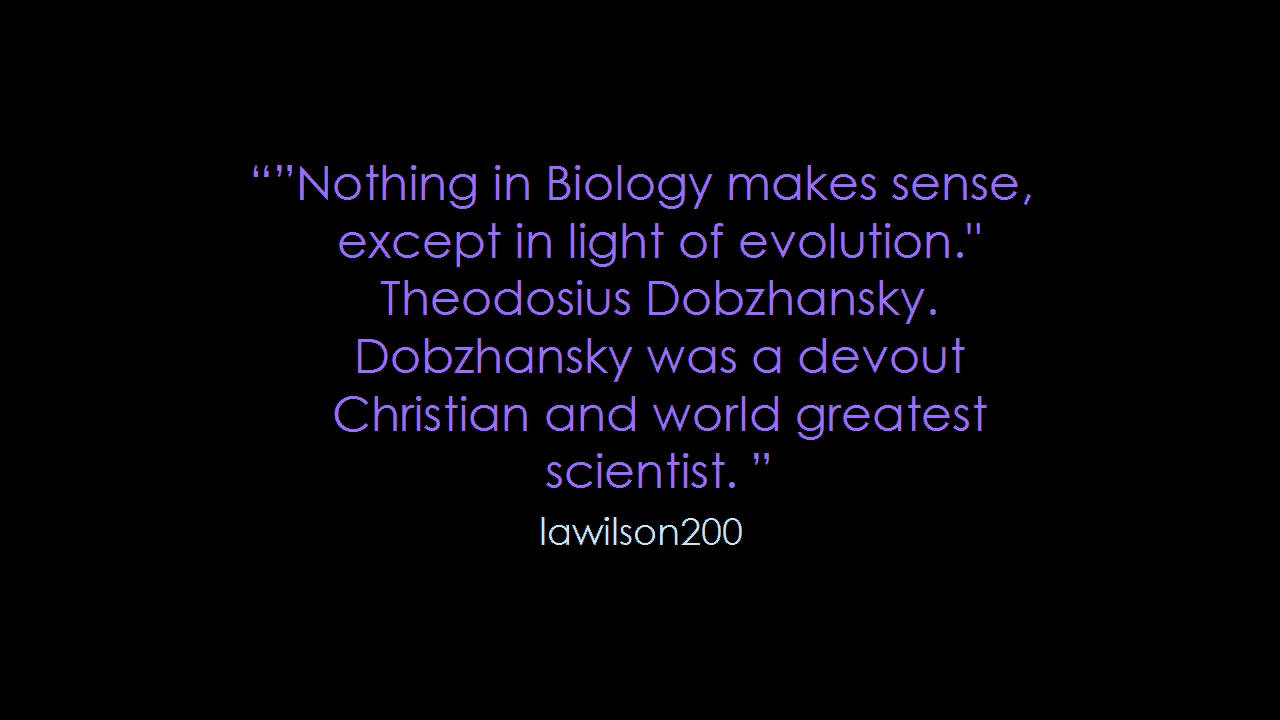 “”Nothing in Biology makes sense,
except in light of evolution."
Theodosius Dobzhansky.
Dobzhansky was a devout
Christian and world greatest
scientist. ”
lawilson200